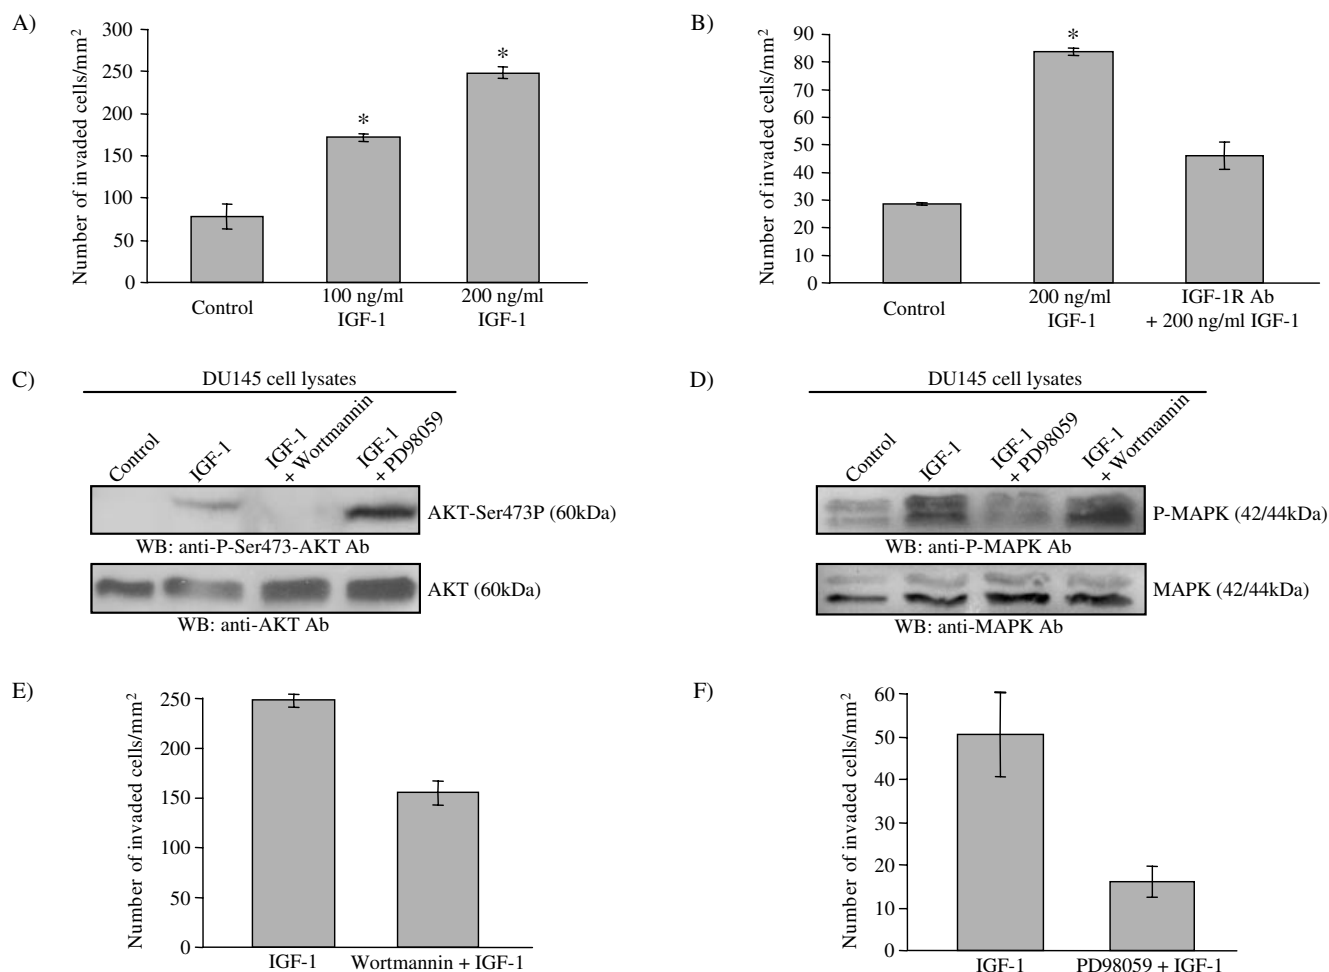 A)
Number of invaded cells/mm²
300
250
200
150
100
50
0
*
*
Control
100 ng/ml
IGF-1
200 ng/ml
IGF-1
B)
Number of invaded cells/mm²
90
80
70
60
50
40
30
20
10
0
*
Control
200 ng/ml
IGF-1
IGF-1R Ab
+ 200 ng/ml IGF-1
C)
DU145 cell lysates
Control
IGF-1
IGF-1
+ Wortmannin
IGF-1
+ PD98059
AKT-Ser473P (60kDa)
WB: anti-P-Ser473-AKT Ab
AKT (60kDa)
WB: anti-AKT Ab
D)
DU145 cell lysates
Control
IGF-1
IGF-1
+ PD98059
IGF-1
+ Wortmannin
P-MAPK (42/44kDa)
WB: anti-P-MAPK Ab
MAPK (42/44kDa)
WB: anti-MAPK Ab
E)
Number of invaded cells/mm²
250
200
150
100
50
0
IGF-1
Wortmannin + IGF-1
F)
Number of invaded cells/mm²
60
50
40
30
20
10
0
IGF-1
PD98059 + IGF-1